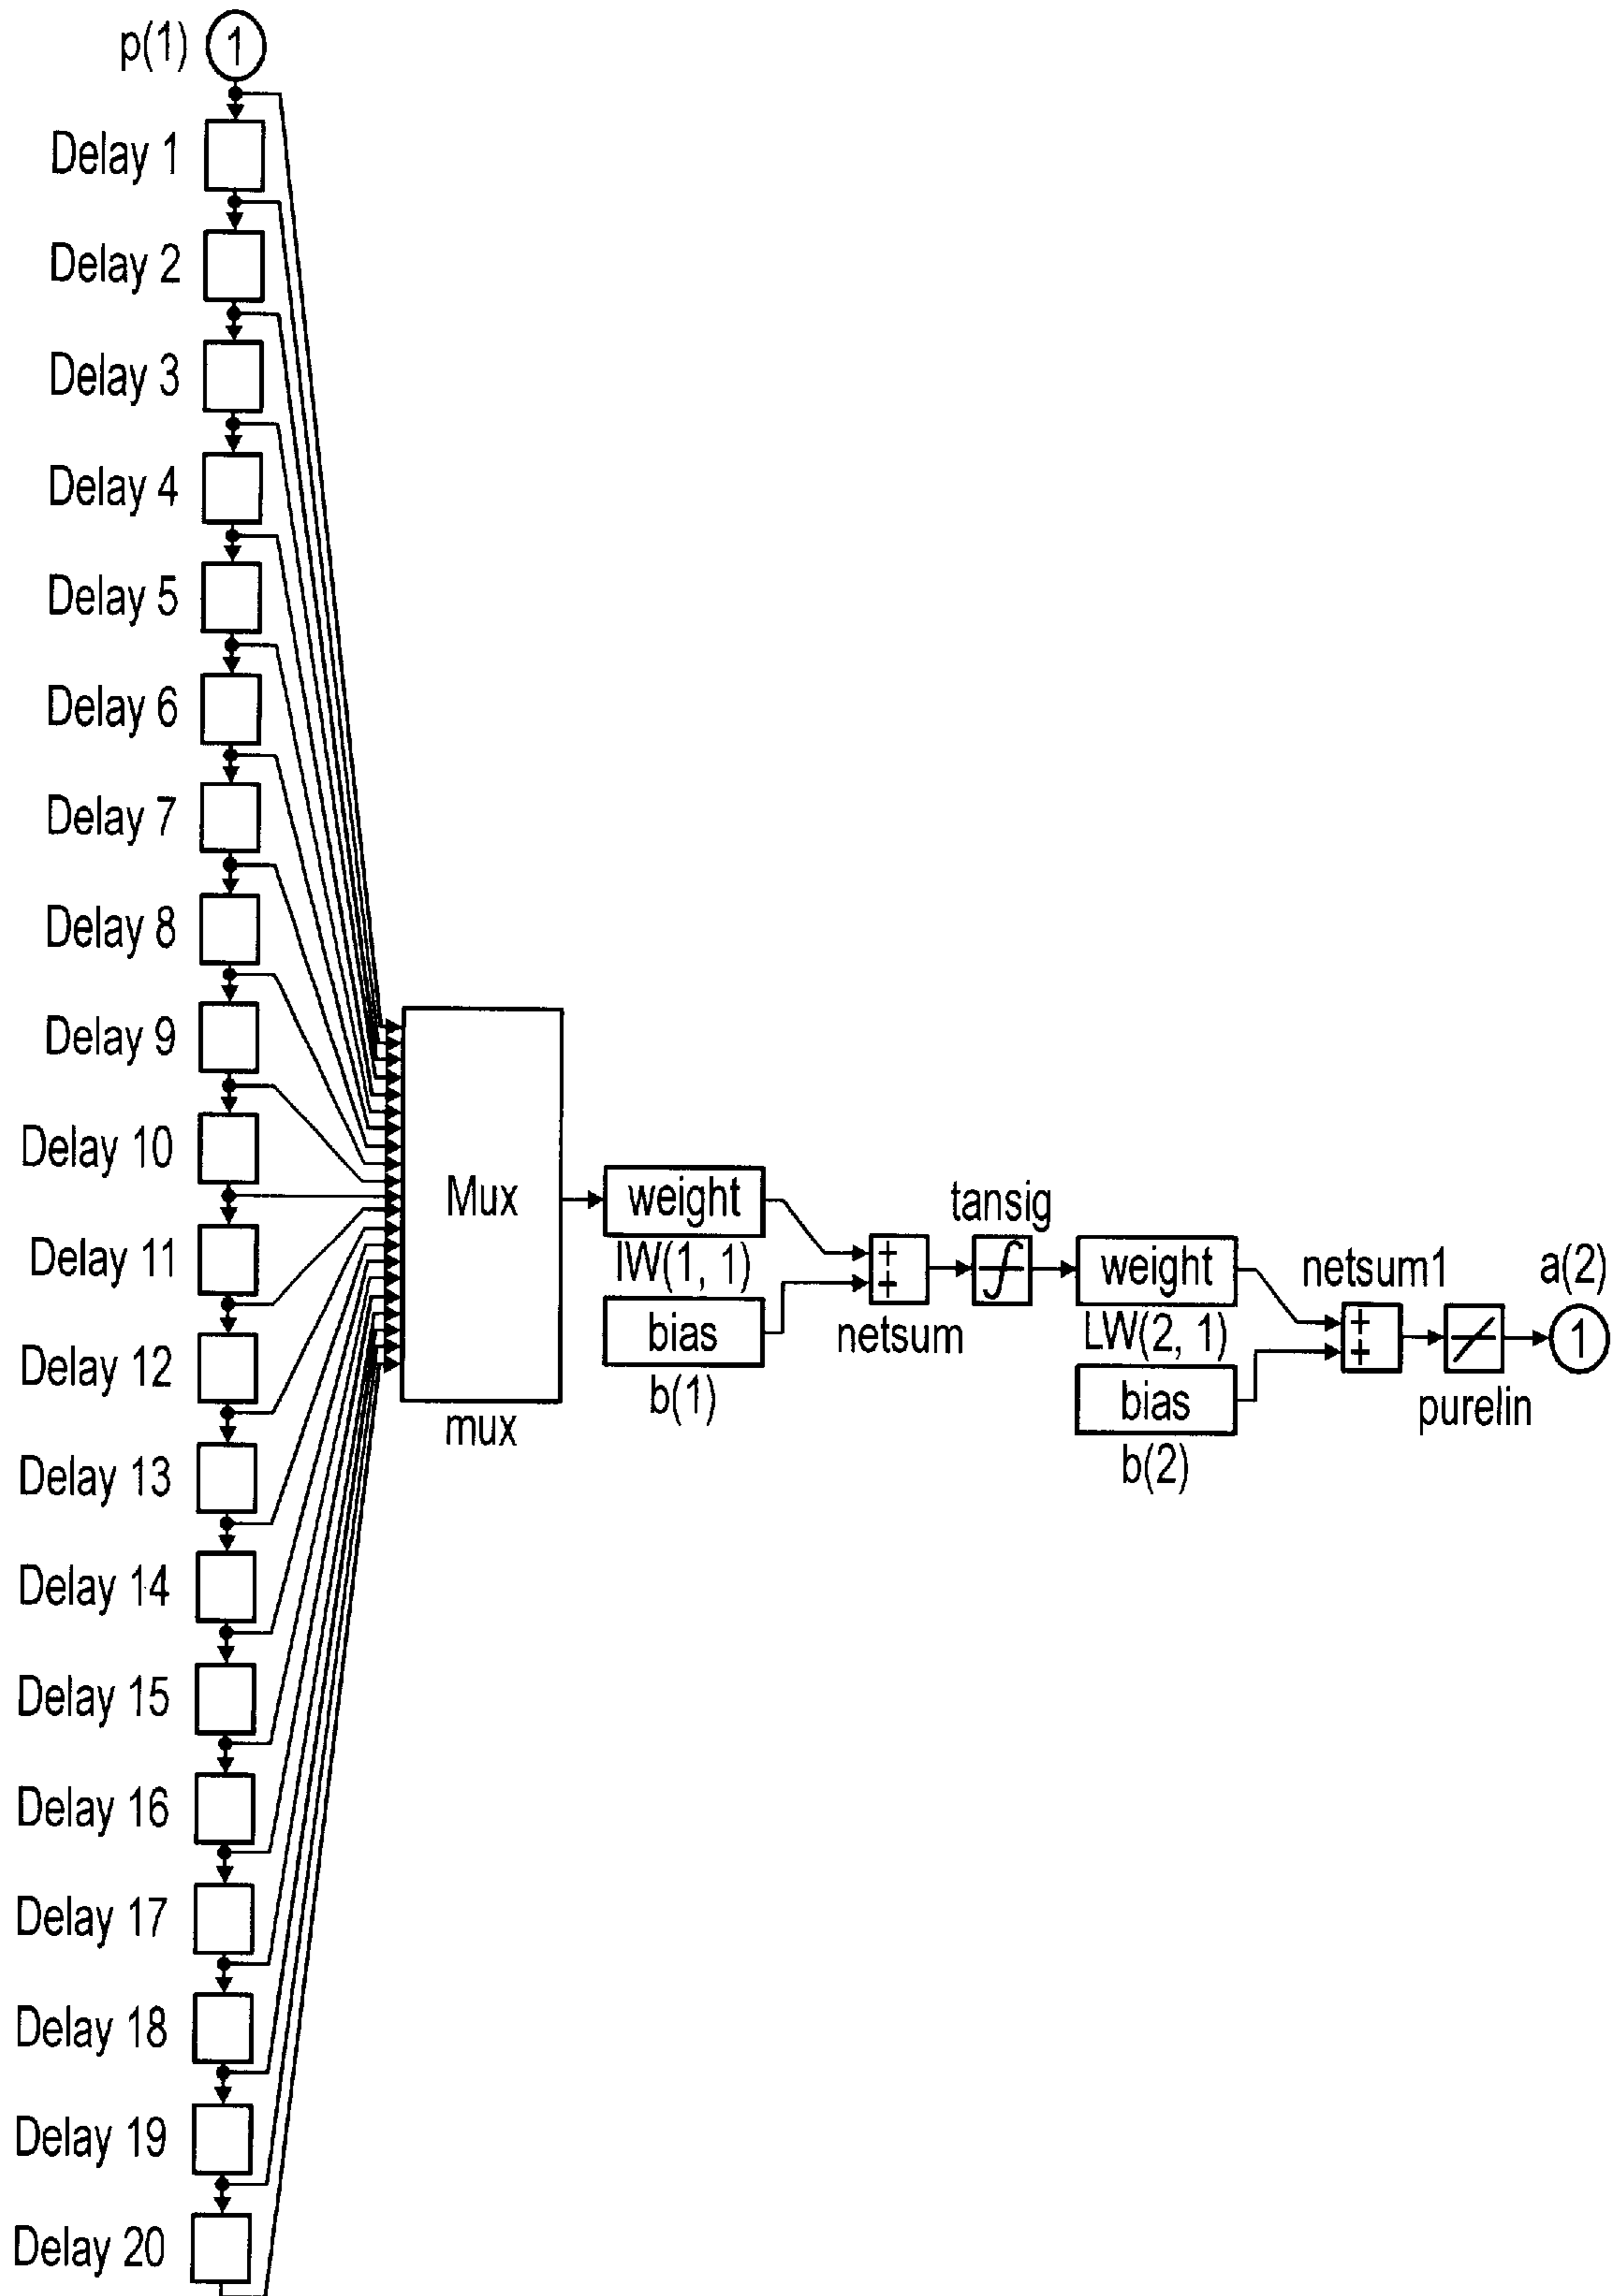 p(1) 1
Delay 1
Delay 2
Delay 3
Delay 4
Delay 5
Delay 6
Delay 7
Delay 8
Delay 9
Delay 10
Delay 11
Delay 12
Delay 13
Delay 14
Delay 15
Delay 16
Delay 17
Delay 18
Delay 19
Delay 20
Mux
mux
weight
IW(1, 1)
bias
b(1)
+
+
netsum
tansig
weight
LW(2, 1)
bias
b(2)
netsum1
+
+
purelin
a(2)
1